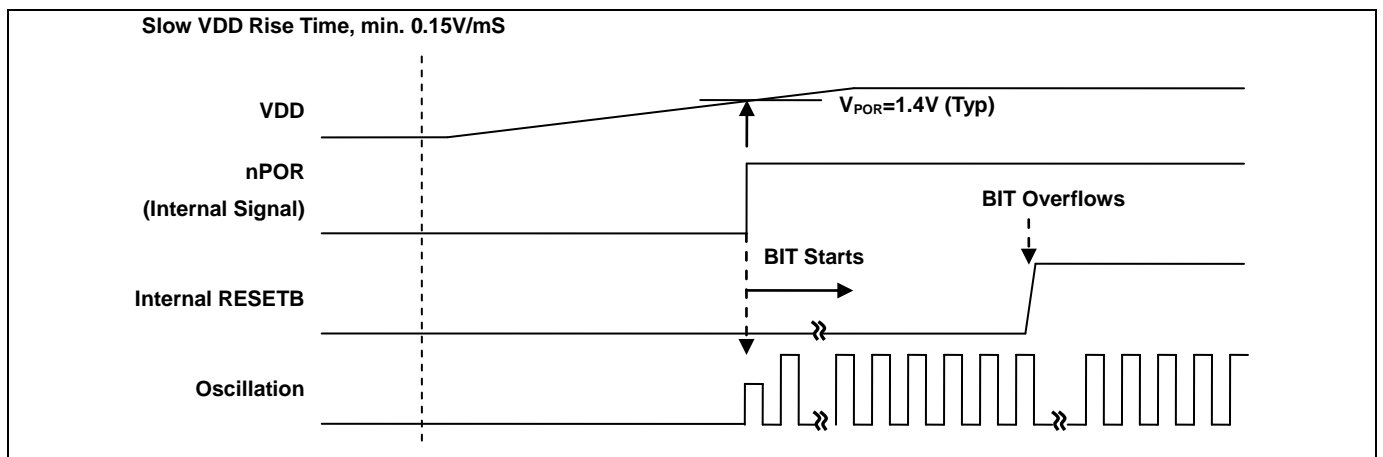 Slow VDD Rise Time, min. 0.15V/mS
VDD
VPOR=1.4V (Typ)
nPOR
(Internal Signal)
BIT Overflows
BIT Starts
Internal RESETB
Oscillation